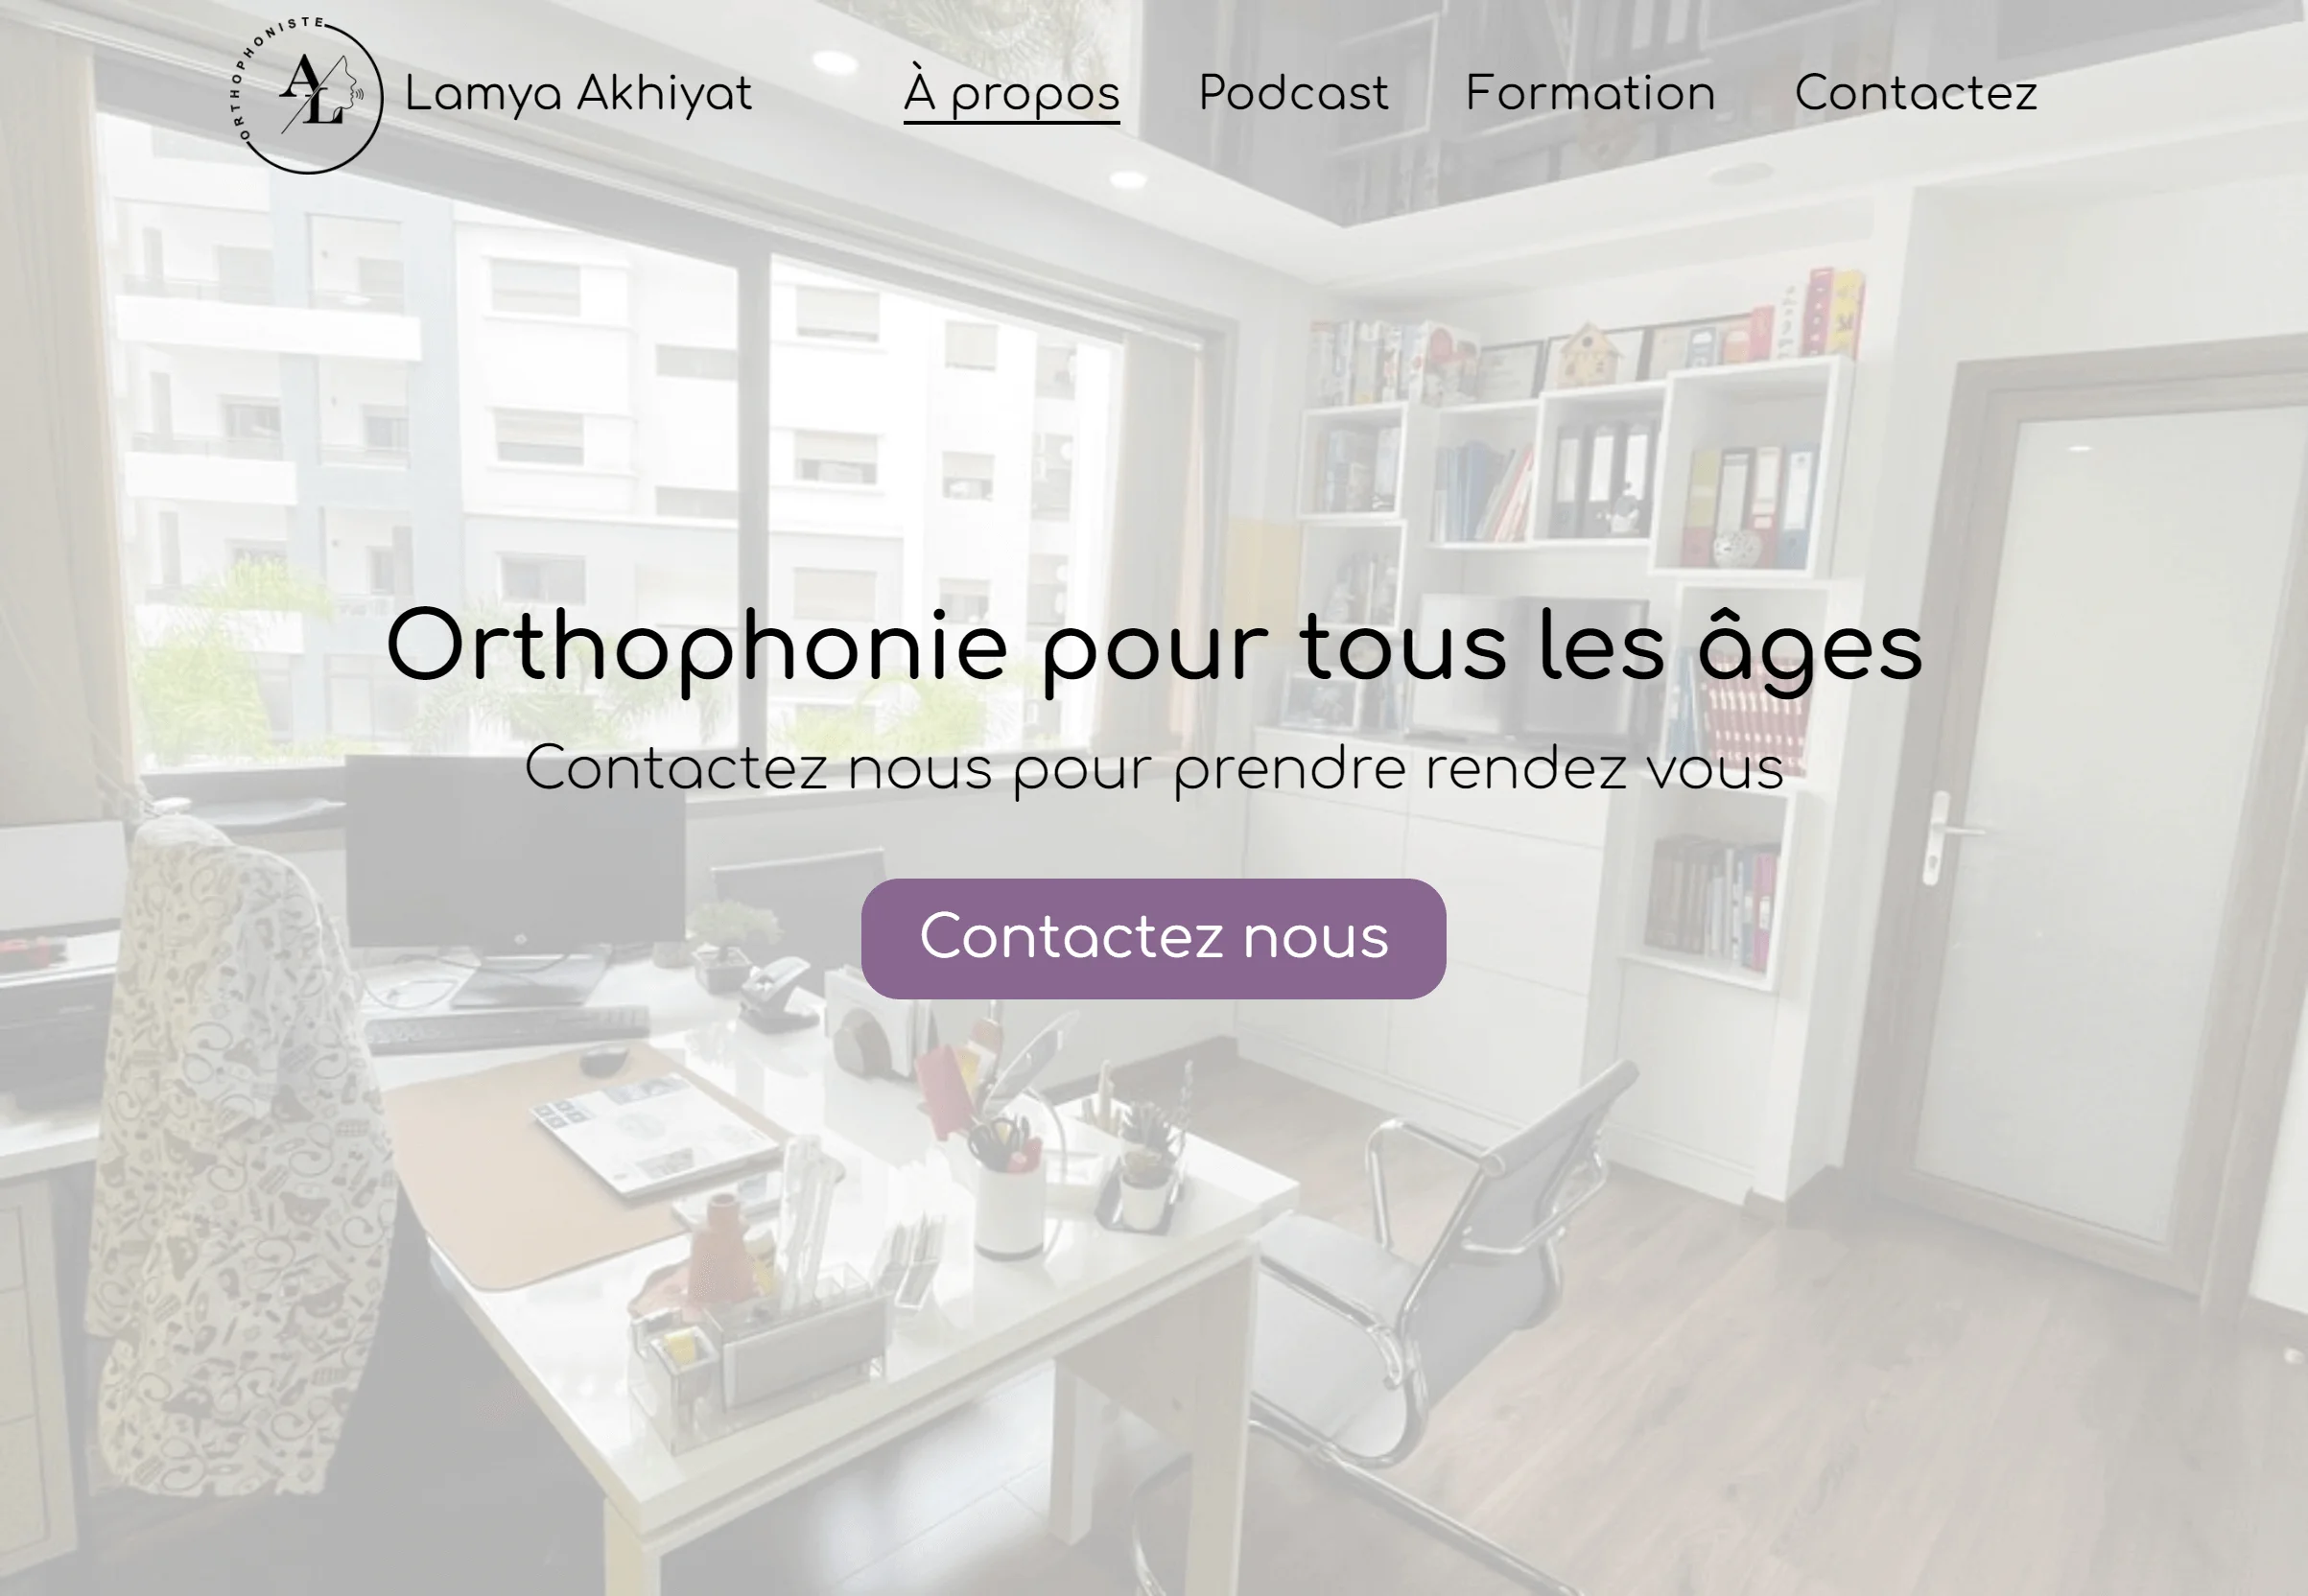 ORTHOPHONISTE
AL
Lamya Akhiyat
À propos
Podcast
Formation
Contactez
Orthophonie pour tous les âges
Contactez nous pour prendre rendez vous
Contactez nous